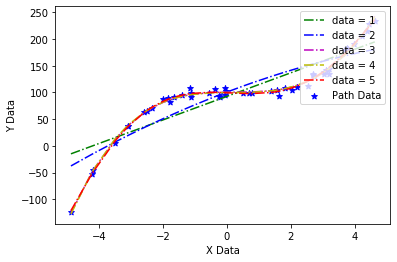 250
200
150
100
50
0
−50
−100
Y Data
−4
−2
0
2
4
X Data
data = 1
data = 2
data = 3
data = 4
data = 5
Path Data